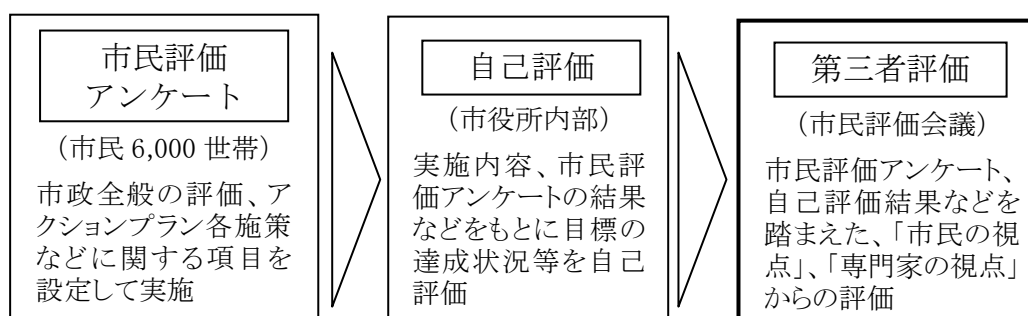 市民評価
アンケート
（市民 6,000 世帯）
市政全般の評価、ア
クションプラン各施策
などに関する項目を
設定して実施
自己評価
（市役所内部）
実施内容、市民評
価アンケートの結果
などをもとに目標の
達成状況等を自己
評価
第三者評価
（市民評価会議）
市民評価アンケート、
自己評価結果などを
踏まえた、「市民の視
点」、「専門家の視点」
からの評価